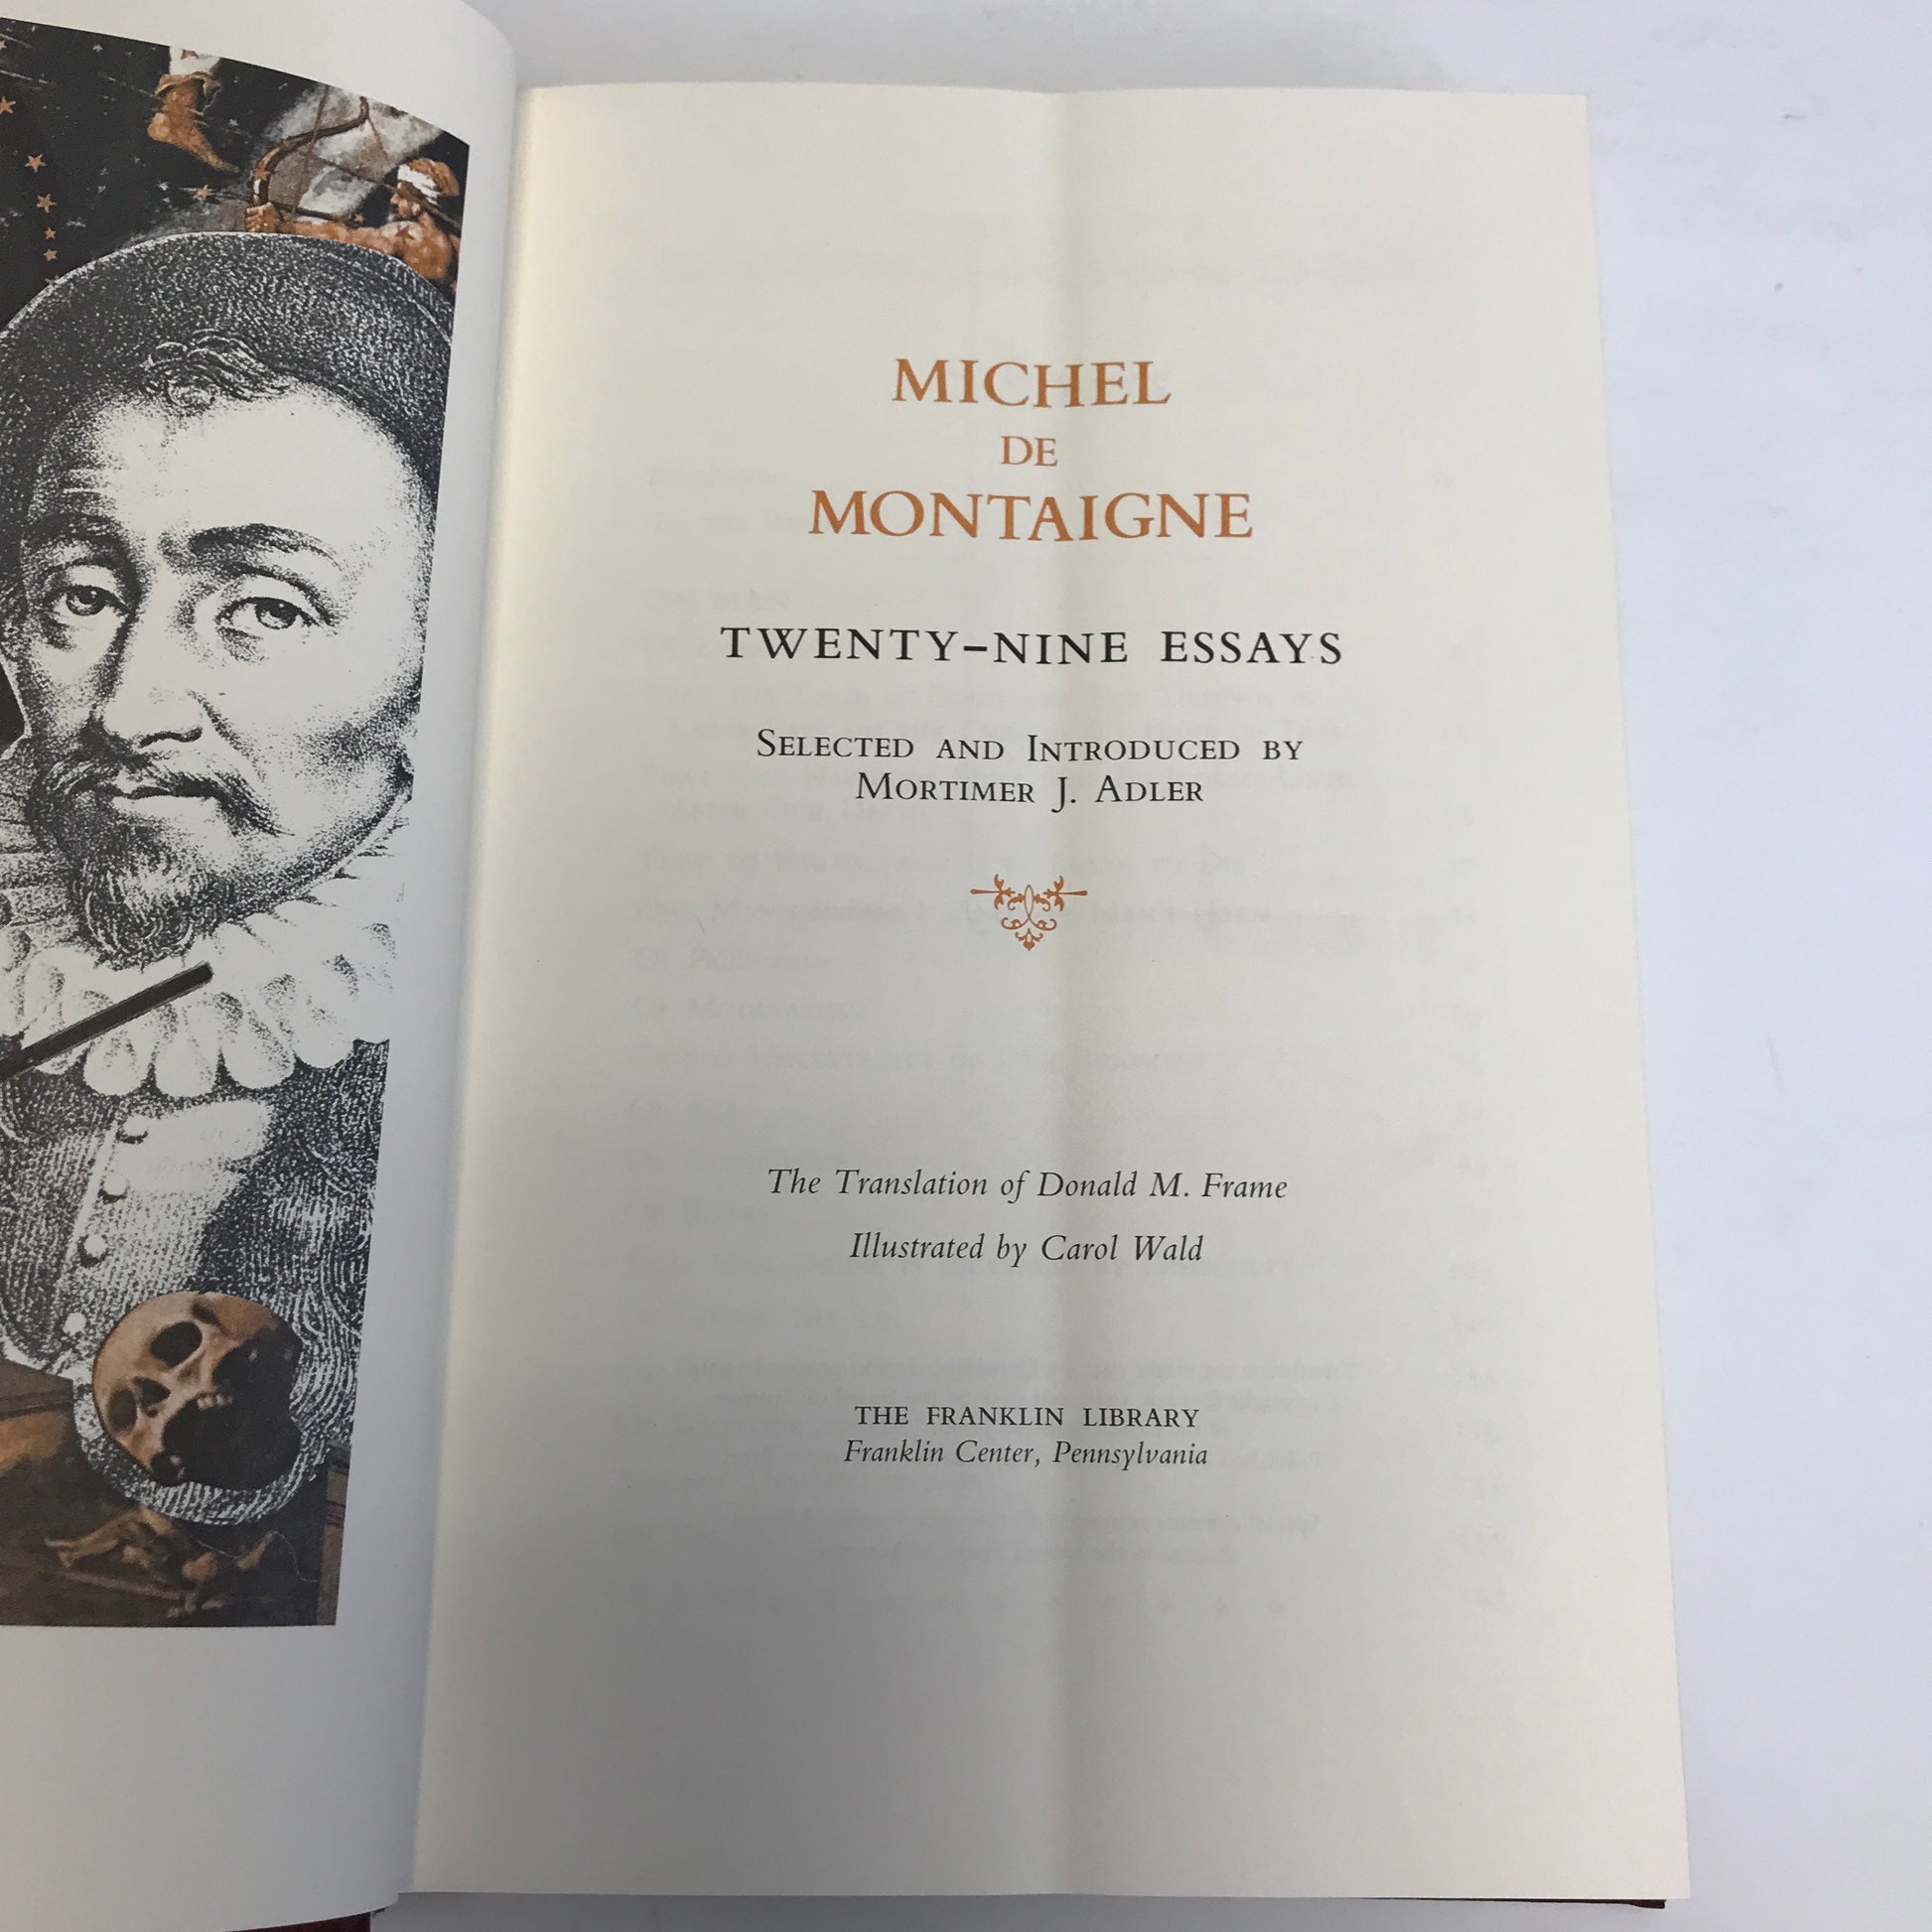 MICHEL
DE
MONTAIGNE
TWENTY–NINE ESSAYS
SELECTED AND INTRODUCED BY
MORTIMER J. ADLER
The Translation of Donald M. Frame
Illustrated by Carol Wald
THE FRANKLIN LIBRARY
Franklin Center, Pennsylvania